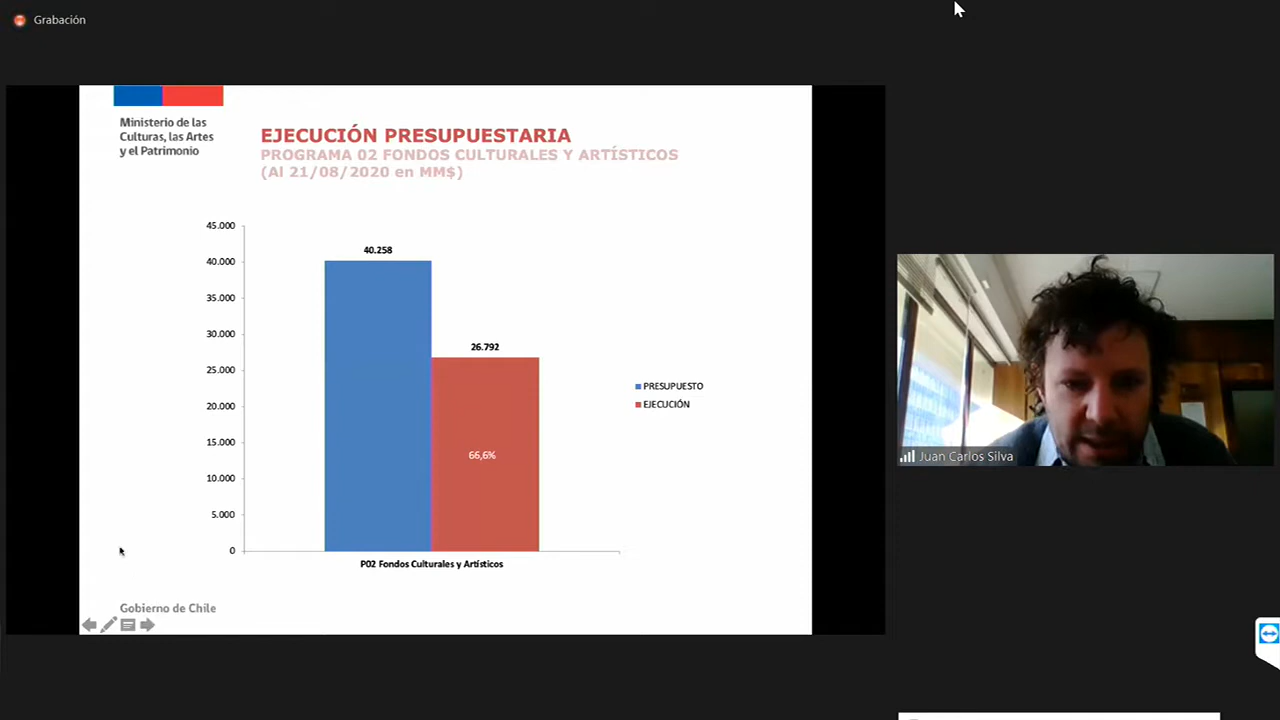 Grabación
Ministerio de las
Culturas, las Artes
y el Patrimonio
EJECUCIÓN PRESUPUESTARIA
PROGRAMA 02 FONDOS CULTURALES Y ARTÍSTICOS
(Al 21/08/2020 en MM$)
45.000
40.000
35.000
30.000
25.000
20.000
15.000
10.000
5.000
0
40.258
26.792
66,6%
PRESUPUESTO
EJECUCIÓN
P02 Fondos Culturales y Artísticos
Gobierno de Chile
Juan Carlos Silva